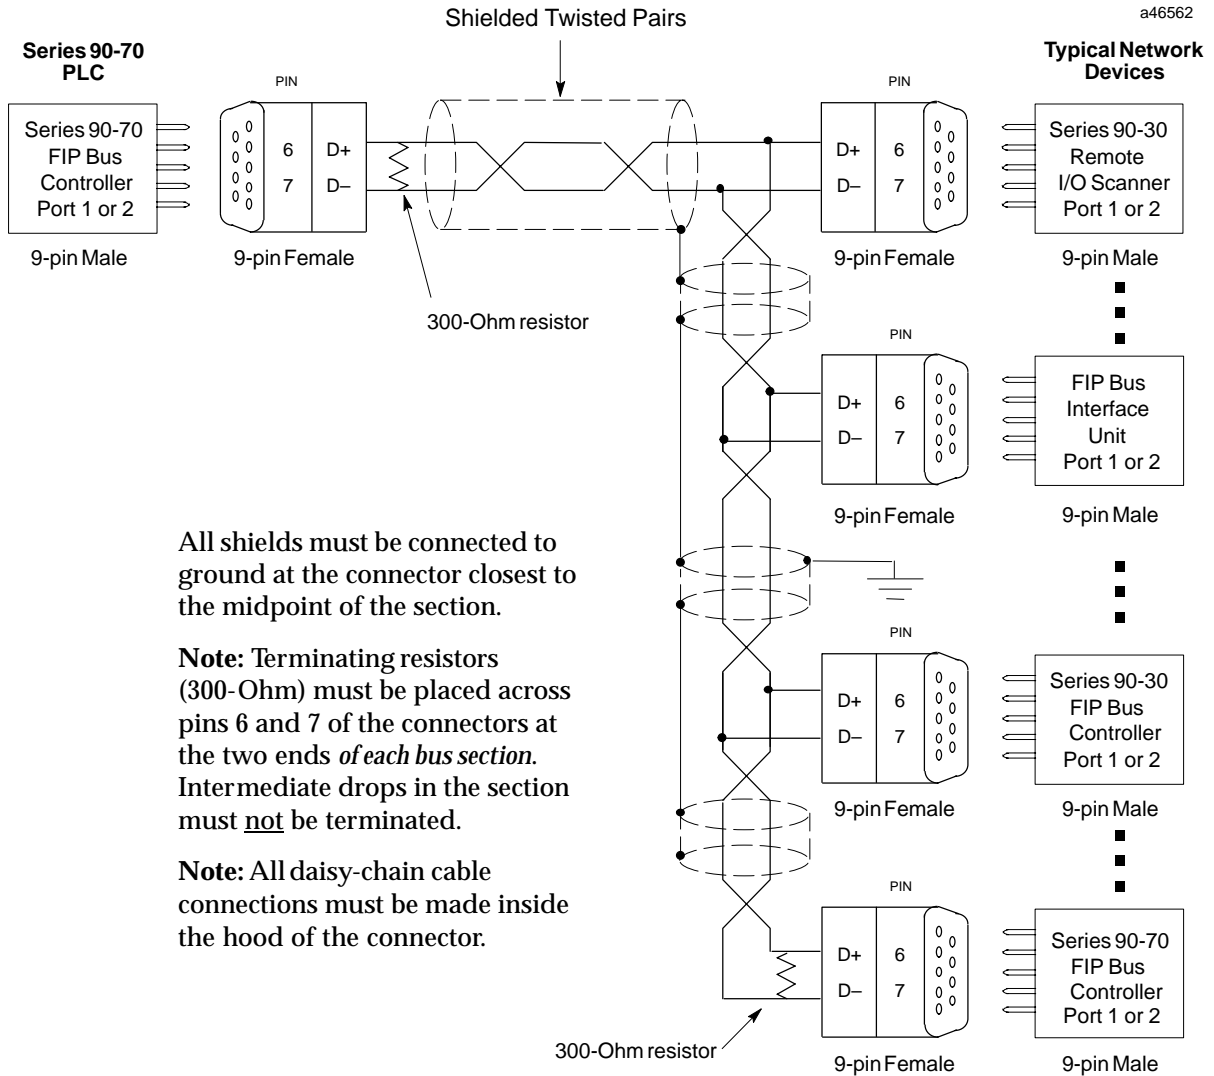 Shielded Twisted Pairs
a46562
Series 90-70
PLC
Typical Network
Devices
PIN
PIN
Series 90-70
FIP Bus
Controller
Port 1 or 2
6
D+
7
D–
D+
6
D–
7
Series 90-30
Remote
I/O Scanner
Port 1 or 2
9-pin Male
9-pin Female
9-pin Female
9-pin Male
300-Ohm resistor
PIN
D+
6
D–
7
FIP Bus
Interface
Unit
Port 1 or 2
9-pin Female
9-pin Male
All shields must be connected to
ground at the connector closest to
the midpoint of the section.
Note: Terminating resistors
(300-Ohm) must be placed across
pins 6 and 7 of the connectors at
the two ends of each bus section.
Intermediate drops in the section
must not be terminated.
Note: All daisy-chain cable
connections must be made inside
the hood of the connector.
PIN
D+
6
D–
7
Series 90-30
FIP Bus
Controller
Port 1 or 2
9-pin Female
9-pin Male
PIN
D+
6
D–
7
Series 90-70
FIP Bus
Controller
Port 1 or 2
300-Ohm resistor
9-pin Female
9-pin Male